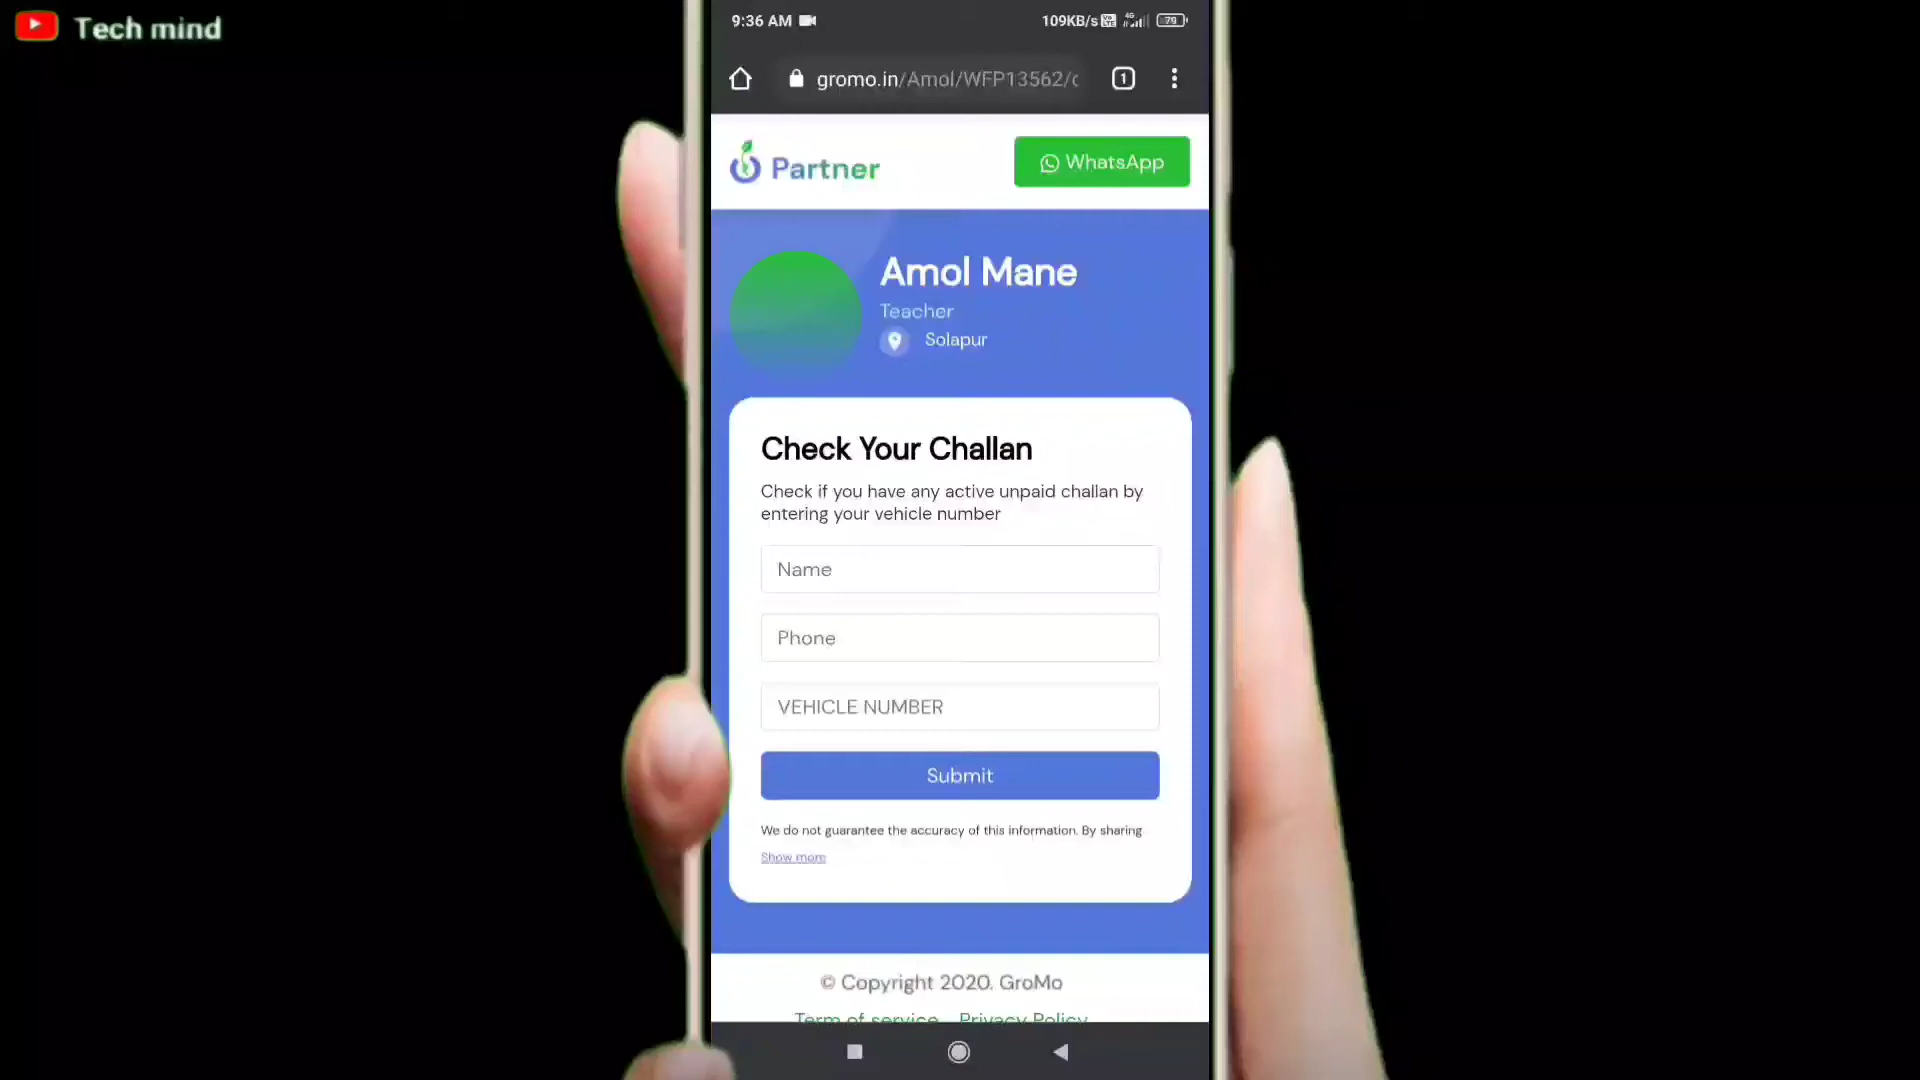 Tech mind
9:36 AM
109KB/s
4G
79
gromo.in/Amol/WFP13562/c
1
Partner
WhatsApp
Amol Mane
Teacher
Solapur
Check Your Challan
Check if you have any active unpaid challan by
entering your vehicle number
Name
Phone
VEHICLE NUMBER
Submit
We do not guarantee the accuracy of this information. By sharing
Show more
© Copyright 2020. GroMo
Term of service
Privacy Policy